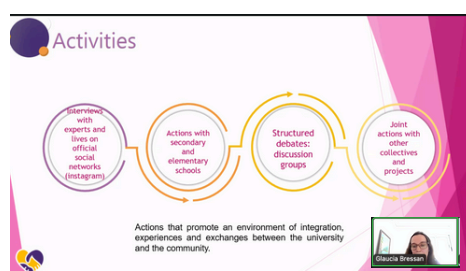 Activities
Interviews
with
experts and
lives on
official
social
networks
(instagram)
Actions with
secondary
and
elementary
schools
Structured
debates:
discussion
groups
Joint
actions with
other
collectives
and
projects
Actions that promote an environment of integration,
experiences and exchanges between the university
and the community.
Glaucia Bressan